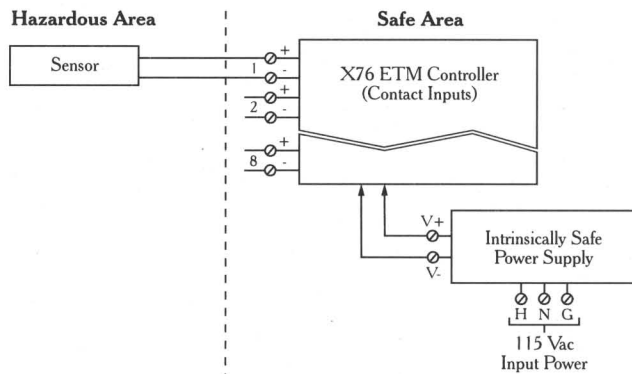 Hazardous Area
Safe Area
Sensor
1
+
-
2
+
-
8
+
-
X76 ETM Controller
(Contact Inputs)
V+
V-
Intrinsically Safe
Power Supply
H N G
115 Vac
Input Power